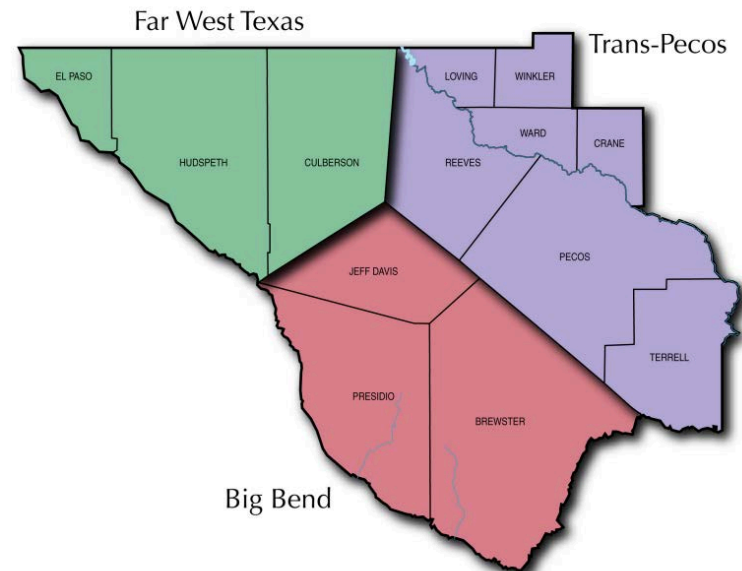 Far West Texas
Trans-Pecos
EL PASO
LOVING
WINKLER
WARD
CRANE
HUDSPETH
CULBERSON
REEVES
PECOS
JEFF DAVIS
TERRELL
PRESIDIO
BREWSTER
Big Bend